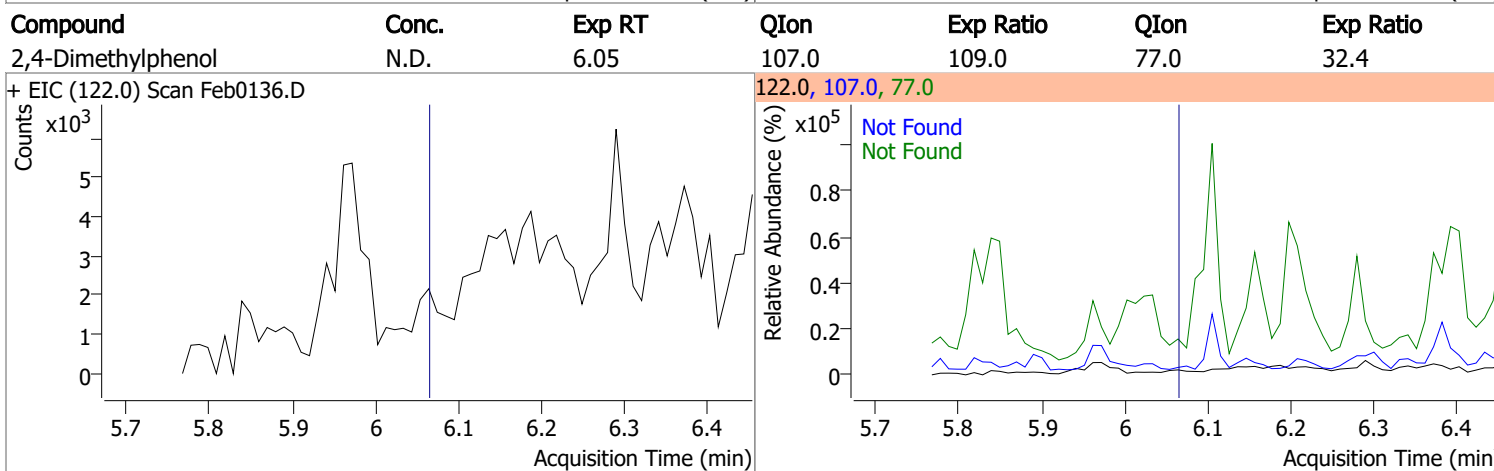 Compound Conc. Exp RT QIon Exp Ratio QIon Exp Ratio
2,4-Dimethylphenol N.D. 6.05 107.0 109.0 77.0 32.4
+ EIC (122.0) Scan Feb0136.D
Counts
x10³
5
4
3
2
1
0
5.7 5.8 5.9 6 6.1 6.2 6.3 6.4
Acquisition Time (min)
122.0, 107.0, 77.0
Relative Abundance (%)
x10⁵
Not Found
Not Found
0.8
0.6
0.4
0.2
0
5.7 5.8 5.9 6 6.1 6.2 6.3 6.4
Acquisition Time (min)